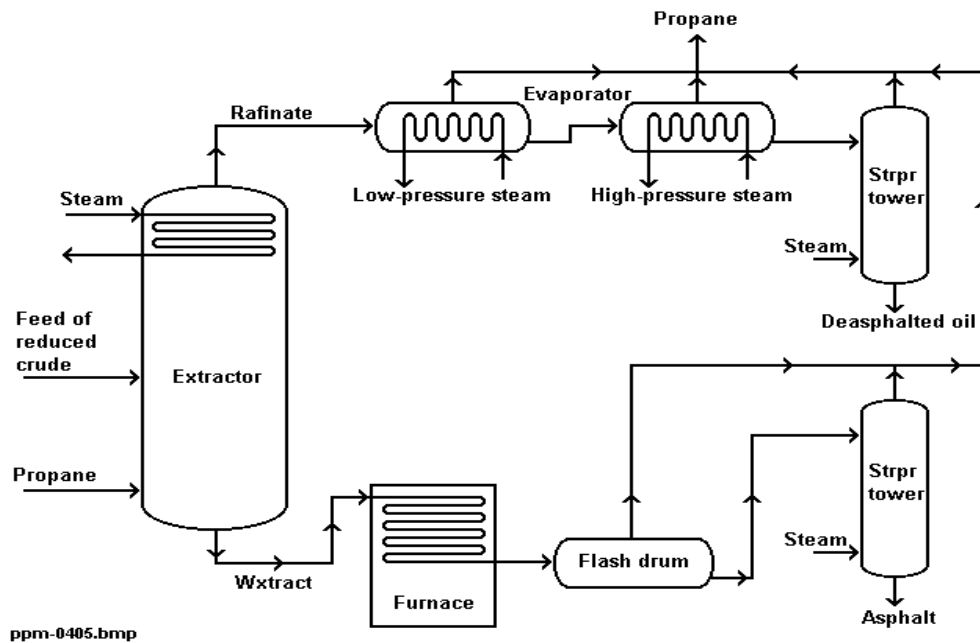 Propane
Rafinate
Evaporator
Low-pressure steam
High-pressure steam
Strpr
tower
Steam
Steam
Deasphalted oil
Feed of
reduced
crude
Extractor
Propane
Strpr
tower
Steam
Flash drum
Wxtract
Furnace
Asphalt
ppm-0405.bmp